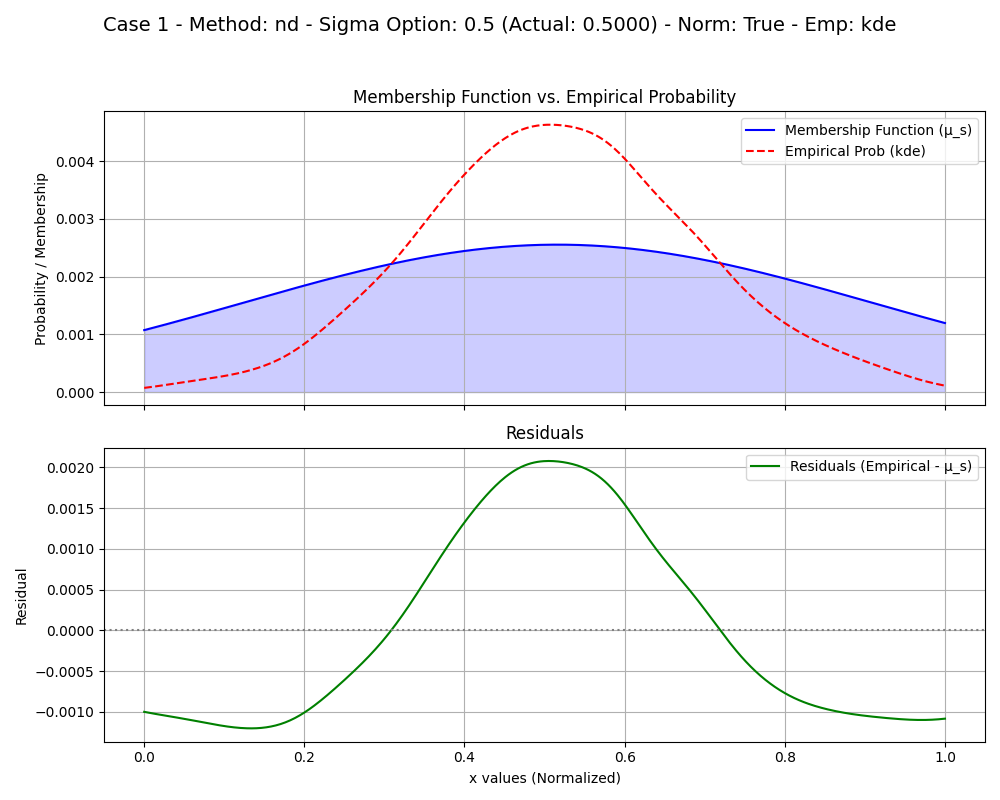 Case 1 - Method: nd - Sigma Option: 0.5 (Actual: 0.5000) - Norm: True - Emp: kde
Membership Function vs. Empirical Probability
Probability / Membership
0.004
0.003
0.002
0.001
0.000
Membership Function (μ_s)
Empirical Prob (kde)
Residuals
Residual
0.0020
0.0015
0.0010
0.0005
0.0000
−0.0005
−0.0010
Residuals (Empirical - μ_s)
0.0 0.2 0.4 0.6 0.8 1.0
x values (Normalized)